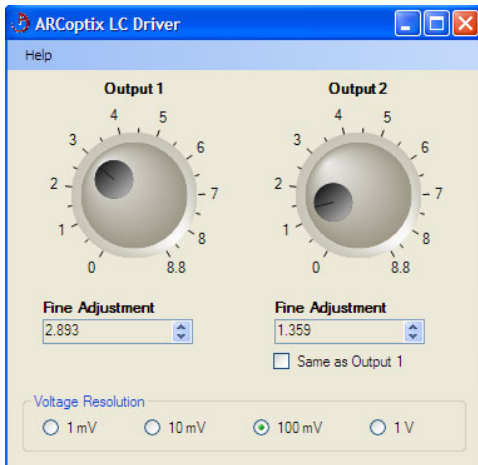 ARCoptix LC Driver
Help
Output 1
0
1
2
3
4
5
6
7
8
8.8
Fine Adjustment
2.893
Output 2
0
1
2
3
4
5
6
7
8
8.8
Fine Adjustment
1.359
Same as Output 1
Voltage Resolution
1 mV
10 mV
100 mV
1 V